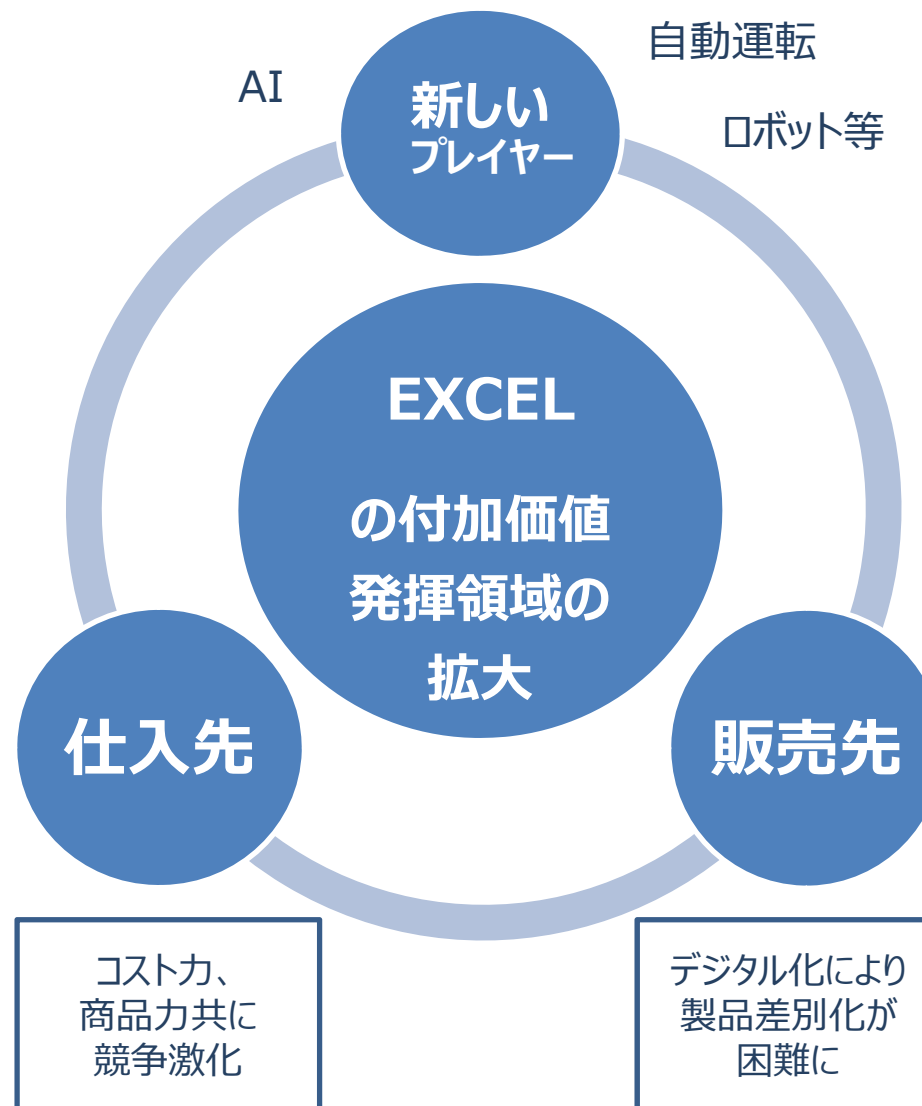 自動運転
AI
新しい
プレイヤー
ロボット等
EXCEL
の付加価値
発揮領域の
拡大
仕入先
販売先
コスト力、
商品力共に
競争激化
デジタル化により
製品差別化が
困難に